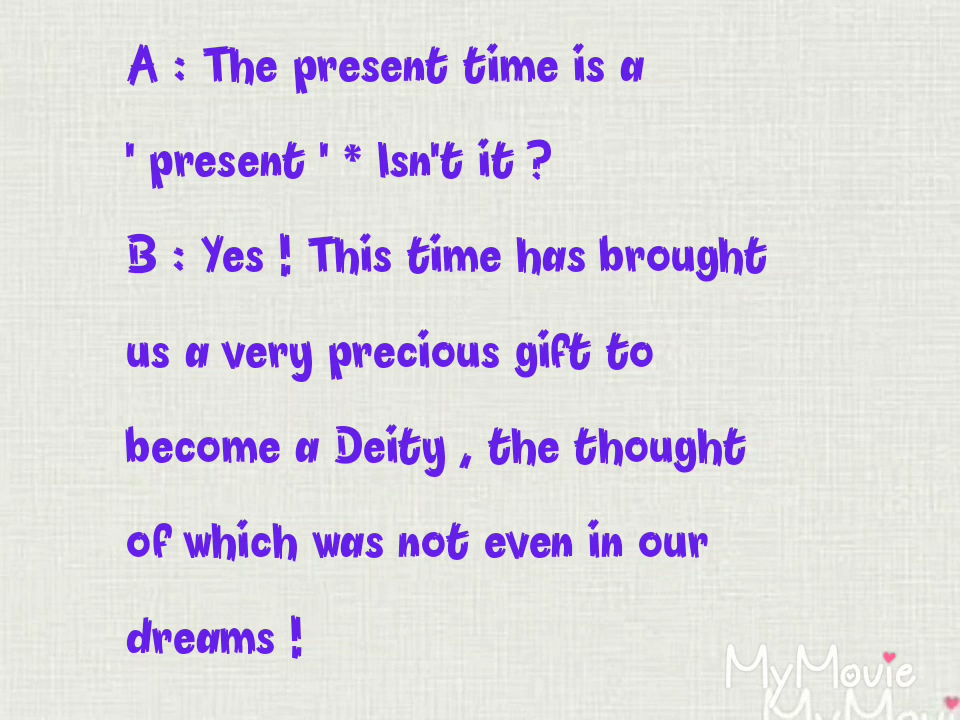 A : The present time is a
" present " * Isn't it ?
B : Yes ! This time has brought
us a very precious gift to
become a Deity , the thought
of which was not even in our
dreams !
MyMovie
MyMovi